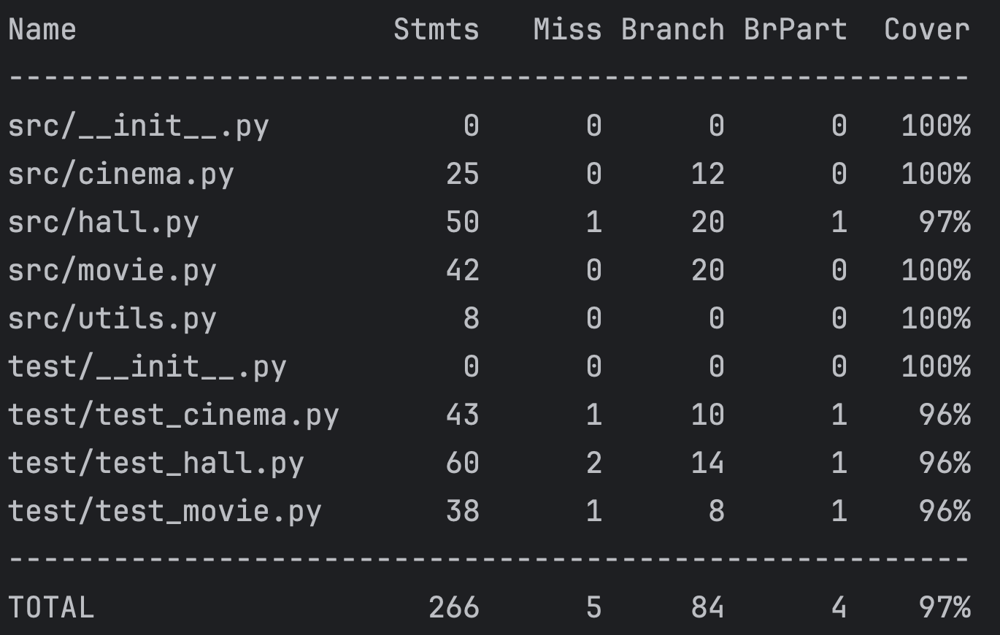 Name Stmts Miss Branch BrPart Cover
-------------------------------------------------------
src/__init__.py 0 0 0 0 100%
src/cinema.py 25 0 12 0 100%
src/hall.py 50 1 20 1 97%
src/movie.py 42 0 20 0 100%
src/utils.py 8 0 0 0 100%
test/__init__.py 0 0 0 0 100%
test/test_cinema.py 43 1 10 1 96%
test/test_hall.py 60 2 14 1 96%
test/test_movie.py 38 1 8 1 96%
-------------------------------------------------------
TOTAL 266 5 84 4 97%